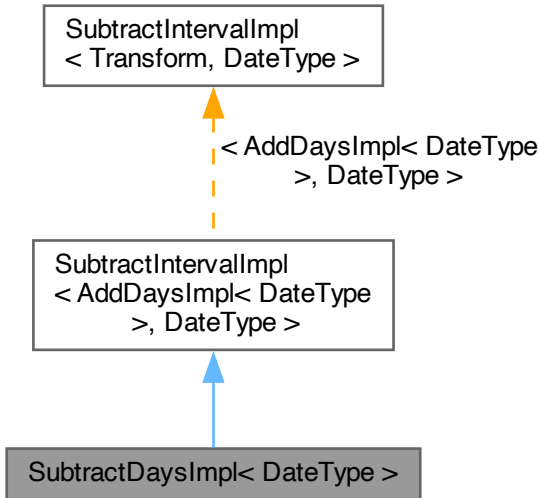 SubtractIntervalImpl
< Transform, DateType >
< AddDaysImpl< DateType
>, DateType >
SubtractIntervalImpl
< AddDaysImpl< DateType
>, DateType >
SubtractDaysImpl< DateType >